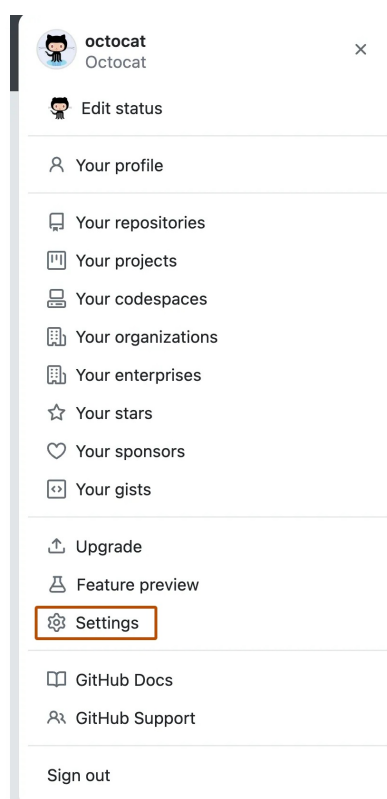 octocat
Octocat
Edit status
Your profile
Your repositories
Your projects
Your codespaces
Your organizations
Your enterprises
Your stars
Your sponsors
Your gists
Upgrade
Feature preview
Settings
GitHub Docs
GitHub Support
Sign out